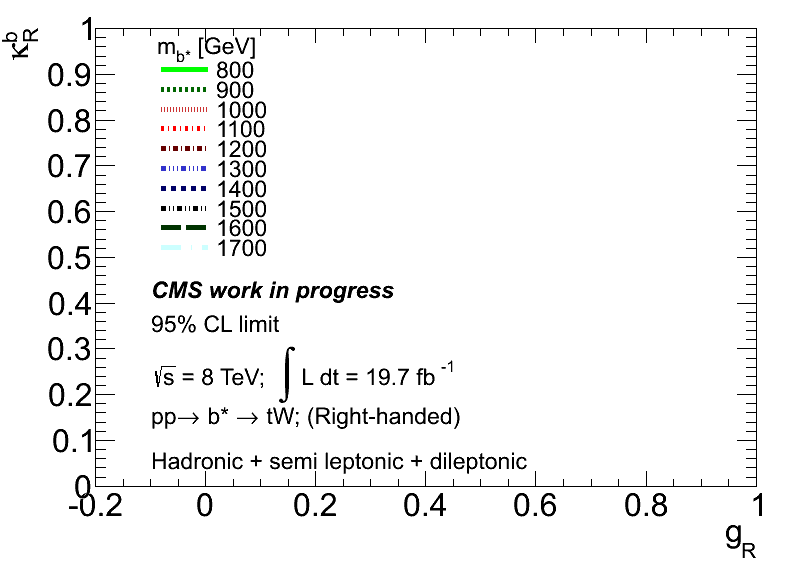 κ_R^b
m_b* [GeV]
800
900
1000
1100
1200
1300
1400
1500
1600
1700
CMS work in progress
95% CL limit
√s = 8 TeV; ∫ L dt = 19.7 fb^-1
pp→ b* → tW; (Right-handed)
Hadronic + semi leptonic + dileptonic
1
0.9
0.8
0.7
0.6
0.5
0.4
0.3
0.2
0.1
0
-0.2 0 0.2 0.4 0.6 0.8 1
g_R